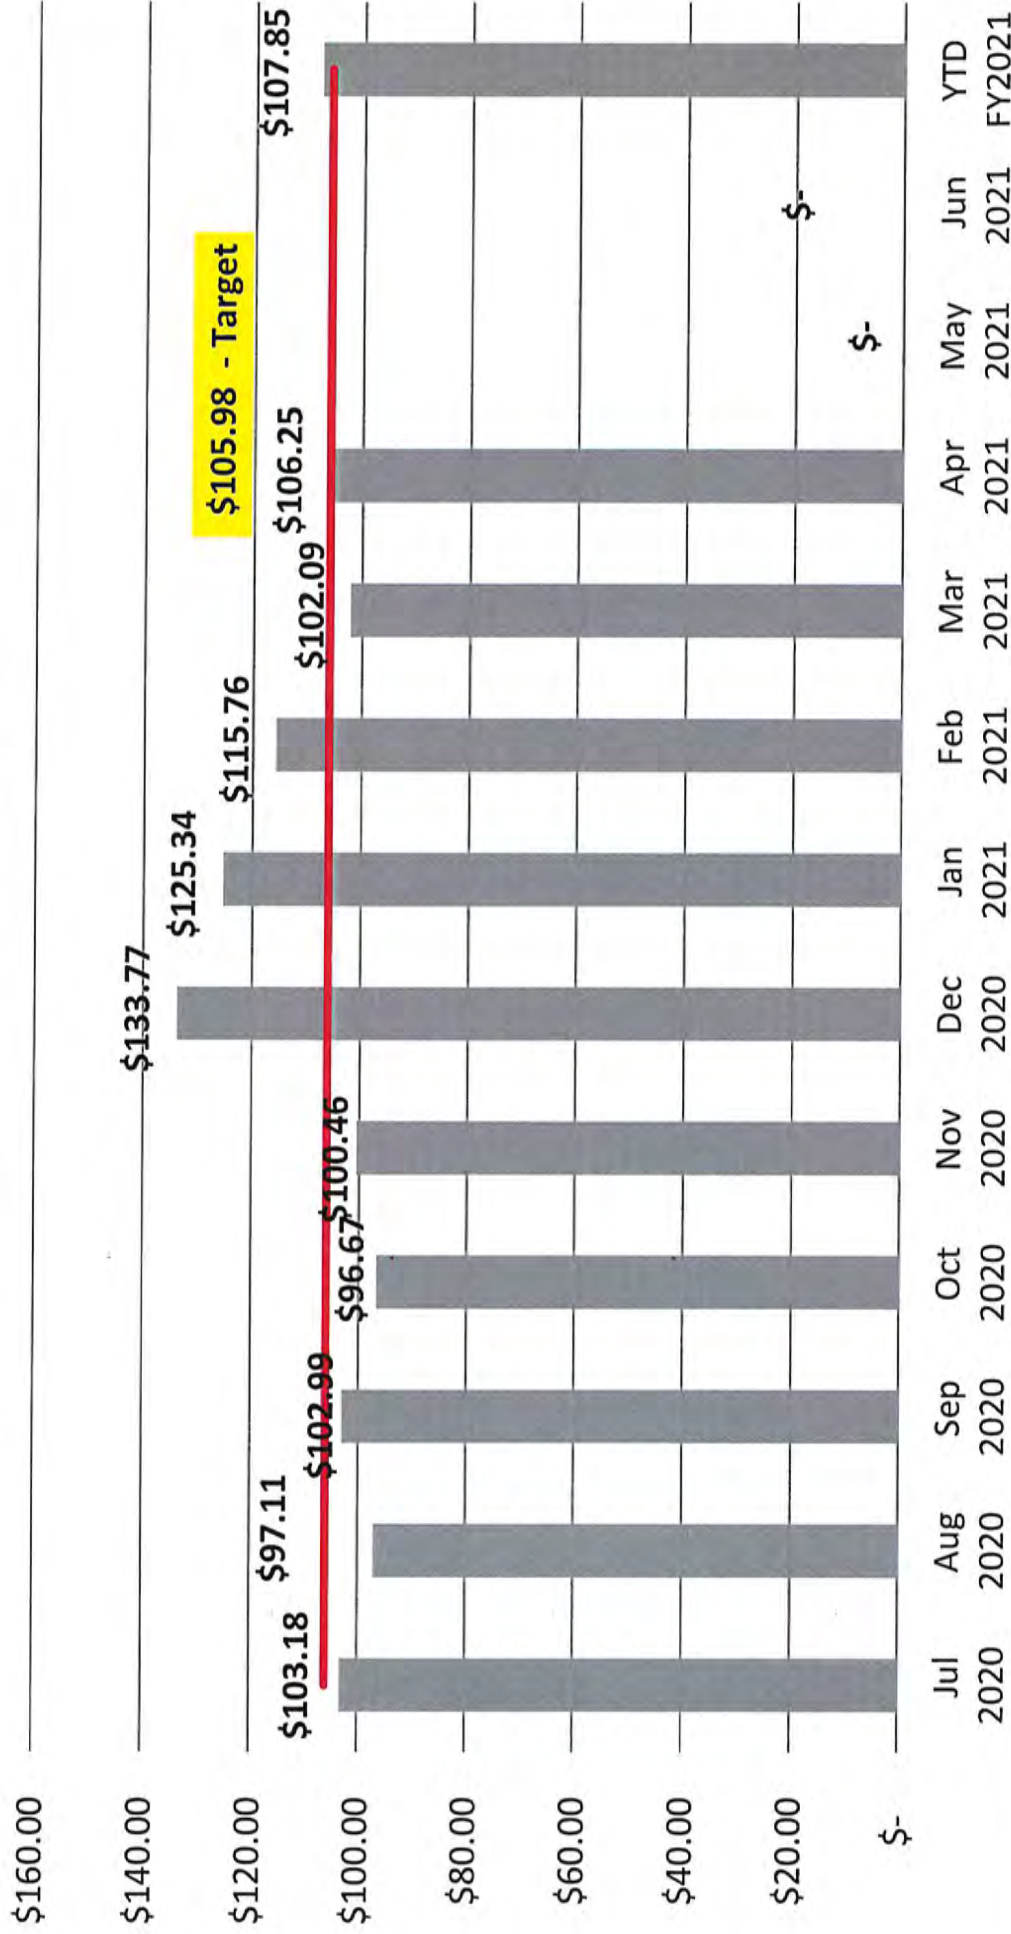 $160.00
$140.00
$120.00
$100.00
$80.00
$60.00
$40.00
$20.00
$-
$105.98 - Target
$103.18
$97.11
$102.99
$96.67
$100.46
$133.77
$125.34
$115.76
$102.09
$106.25
$-
$-
$107.85
Jul
2020
Aug
2020
Sep
2020
Oct
2020
Nov
2020
Dec
2020
Jan
2021
Feb
2021
Mar
2021
Apr
2021
May
2021
Jun
2021
YTD
FY2021